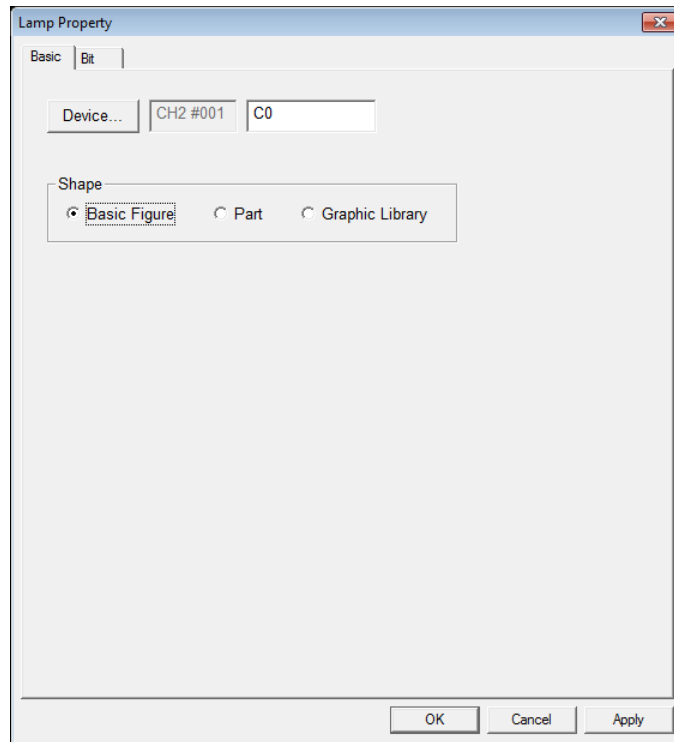 Lamp Property
Basic Bit
Device... CH2 #001 C0
Shape
Basic Figure Part Graphic Library
OK Cancel Apply